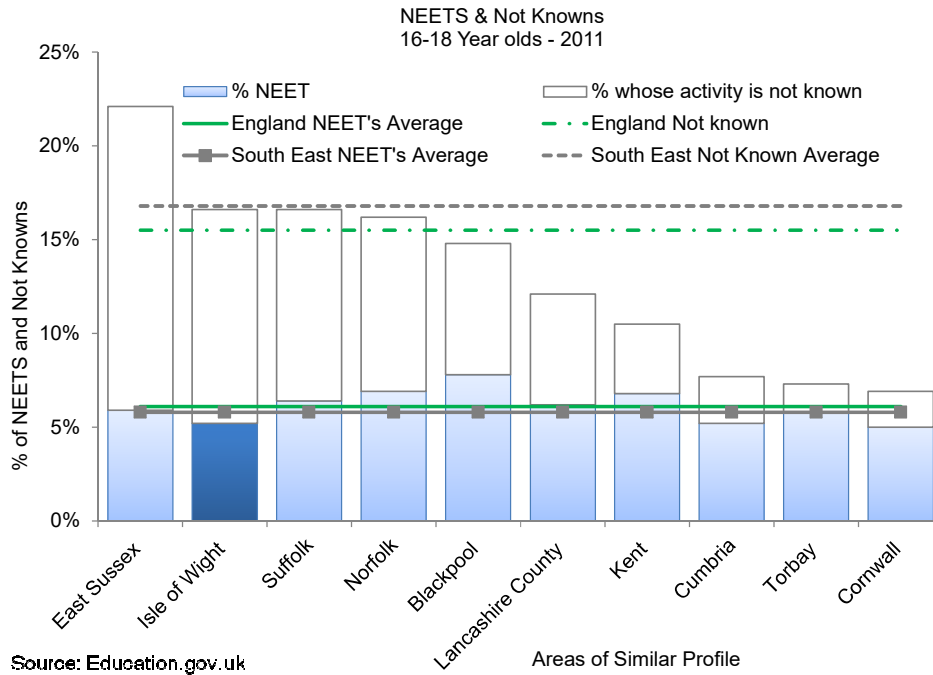 NEETS & Not Knowns
16-18 Year olds - 2011
25%
20%
15%
10%
5%
0%
% of NEETS and Not Knowns
% NEET
% whose activity is not known
England NEET's Average
England Not known
South East NEET's Average
South East Not Known Average
East Sussex
Isle of Wight
Suffolk
Norfolk
Blackpool
Lancashire County
Kent
Cumbria
Torbay
Cornwall
Source: Education.gov.uk
Areas of Similar Profile